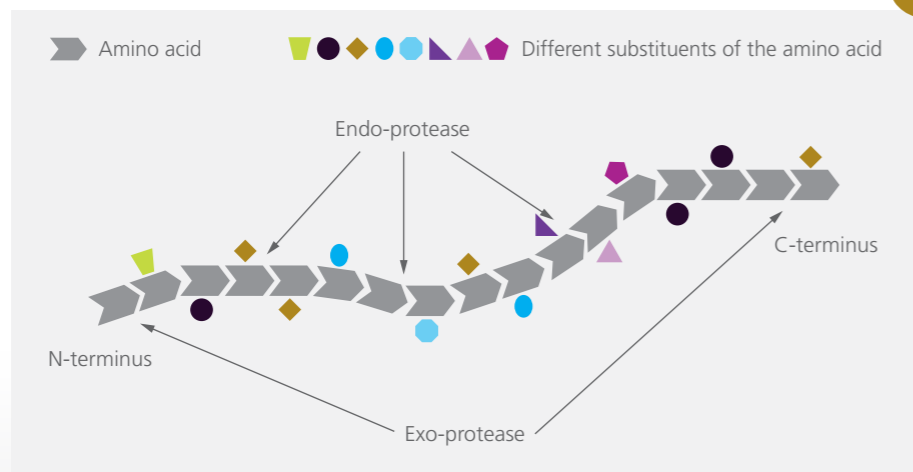 Amino acid
Different substituents of the amino acid
Endo-protease
C-terminus
N-terminus
Exo-protease